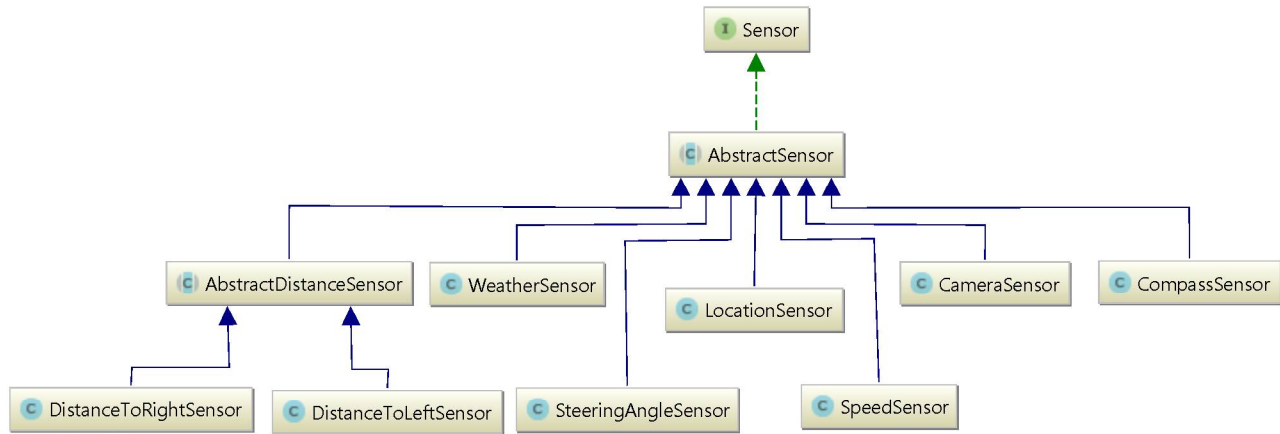 I Sensor
C AbstractSensor
C AbstractDistanceSensor
C WeatherSensor
C LocationSensor
C CameraSensor
C CompassSensor
C DistanceToRightSensor
C DistanceToLeftSensor
C SteeringAngleSensor
C SpeedSensor